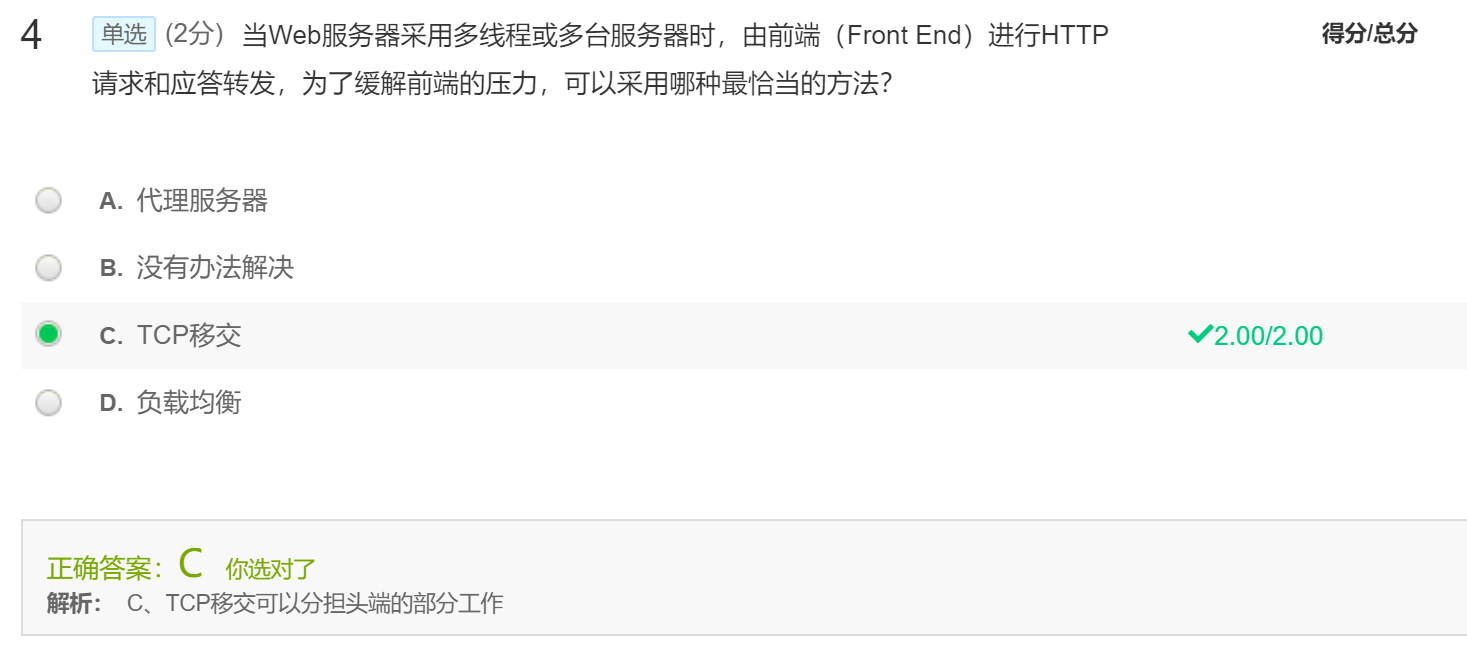 4 单选 (2分) 当Web服务器采用多线程或多台服务器时，由前端（Front End）进行HTTP 得分/总分
请求和应答转发，为了缓解前端的压力，可以采用哪种最恰当的方法？
A. 代理服务器
B. 没有办法解决
C. TCP移交 2.00/2.00
D. 负载均衡
正确答案：C 你选对了
解析： C、TCP移交可以分担头端的部分工作